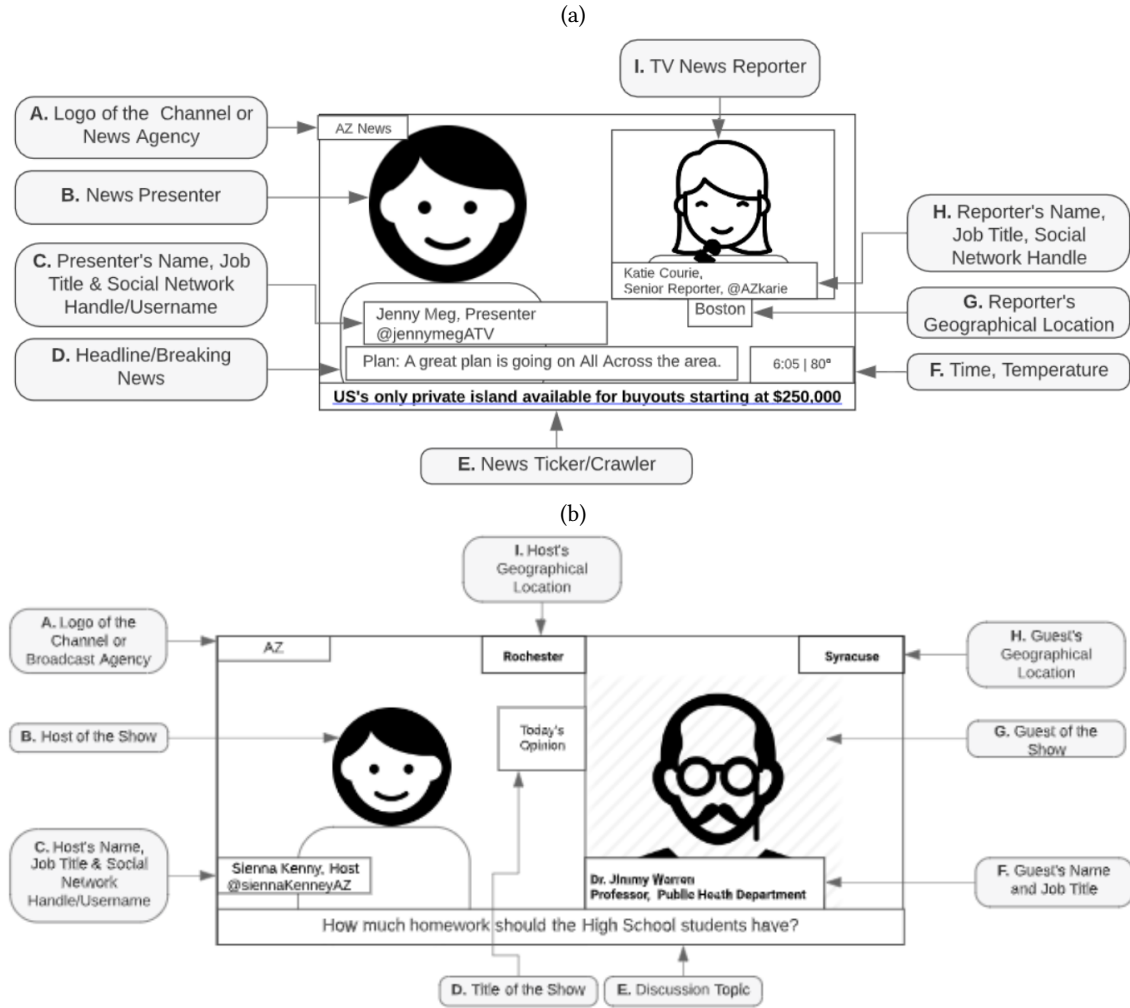 (a)
I. TV News Reporter
A. Logo of the Channel or
News Agency
AZ News
B. News Presenter
H. Reporter's Name,
Job Title, Social
Network Handle
C. Presenter's Name, Job
Title & Social Network
Handle/Username
Katie Courie,
Senior Reporter, @AZkarie
Boston
G. Reporter's
Geographical Location
Jenny Meg, Presenter
@jennymegATV
D. Headline/Breaking
News
Plan: A great plan is going on All Across the area.
6:05 | 80°
F. Time, Temperature
US's only private island available for buyouts starting at $250,000
E. News Ticker/Crawler
(b)
I. Host's
Geographical
Location
A. Logo of the
Channel or
Broadcast Agency
AZ
Rochester
Syracuse
H. Guest's
Geographical
Location
B. Host of the Show
Today's
Opinion
G. Guest of the
Show
C. Host's Name,
Job Title & Social
Network
Handle/Username
Sienna Kenny, Host
@siennaKenneyAZ
Dr. Jimmy Warren
Professor, Public Heath Department
F. Guest's Name
and Job Title
How much homework should the High School students have?
D. Title of the Show
E. Discussion Topic